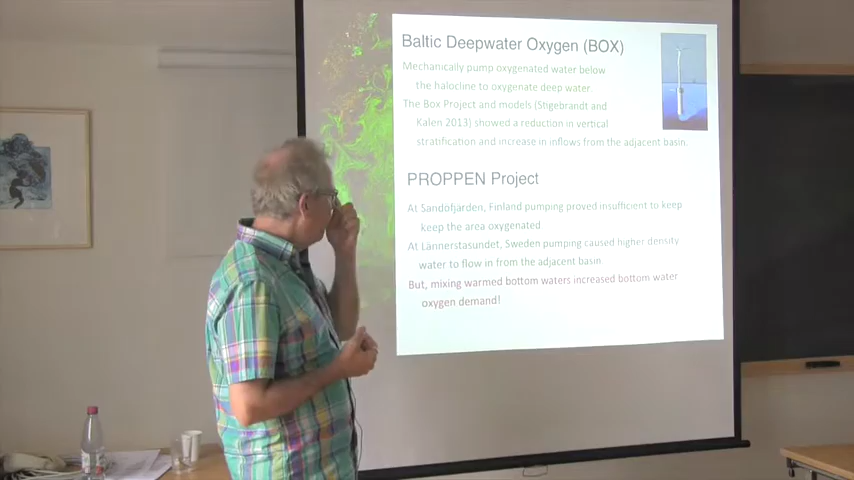 Baltic Deepwater Oxygen (BOX)
Mechanically pump oxygenated water below
the halocline to oxygenate deep water.
The Box Project and models (Stigebrandt and
Kalen 2013) showed a reduction in vertical
stratification and increase in inflows from the adjacent basin.
PROPPEN Project
At Sandöfjärden, Finland pumping proved insufficient to keep
keep the area oxygenated.
At Lännerstasundet, Sweden pumping caused higher density
water to flow in from the adjacent basin.
But, mixing warmed bottom waters increased bottom water
oxygen demand!